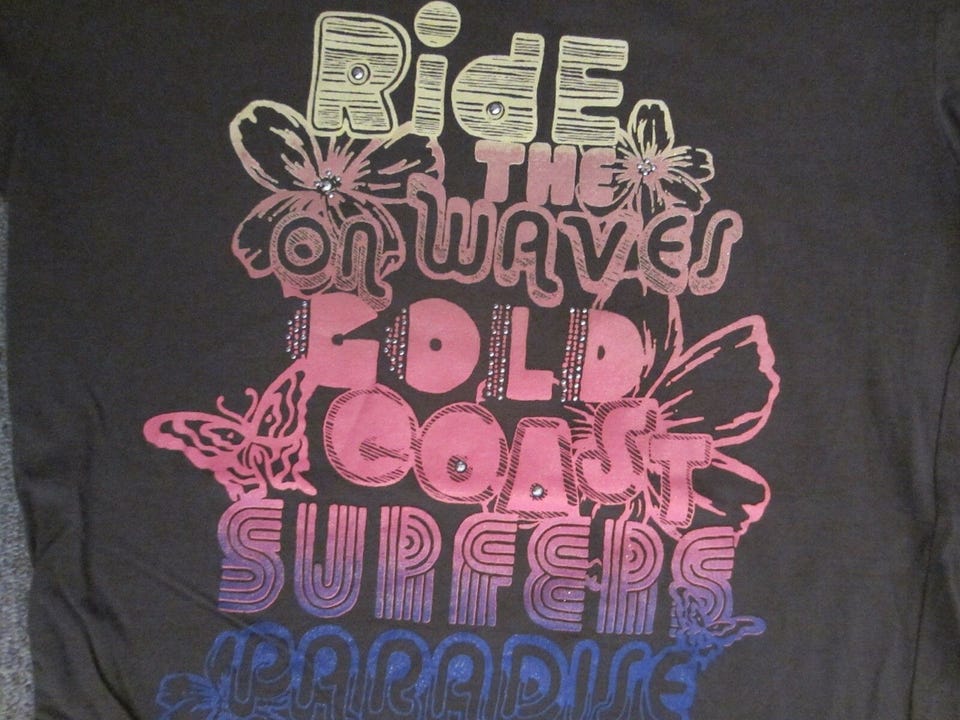 RidE
THE
On WAVES
GOLD
COAST
SURFERS
PARADISE